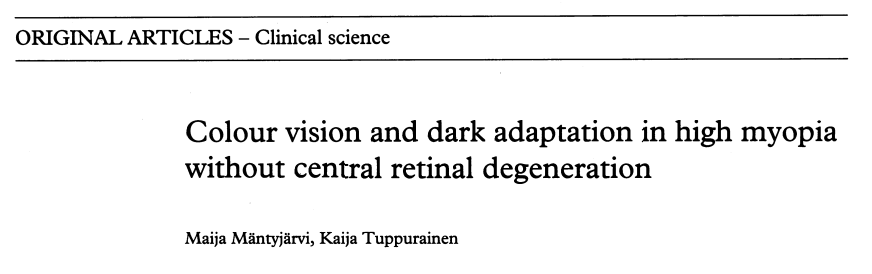 ORIGINAL ARTICLES – Clinical science
Colour vision and dark adaptation in high myopia
without central retinal degeneration
Maija Mäntyjärvi, Kaija Tuppurainen